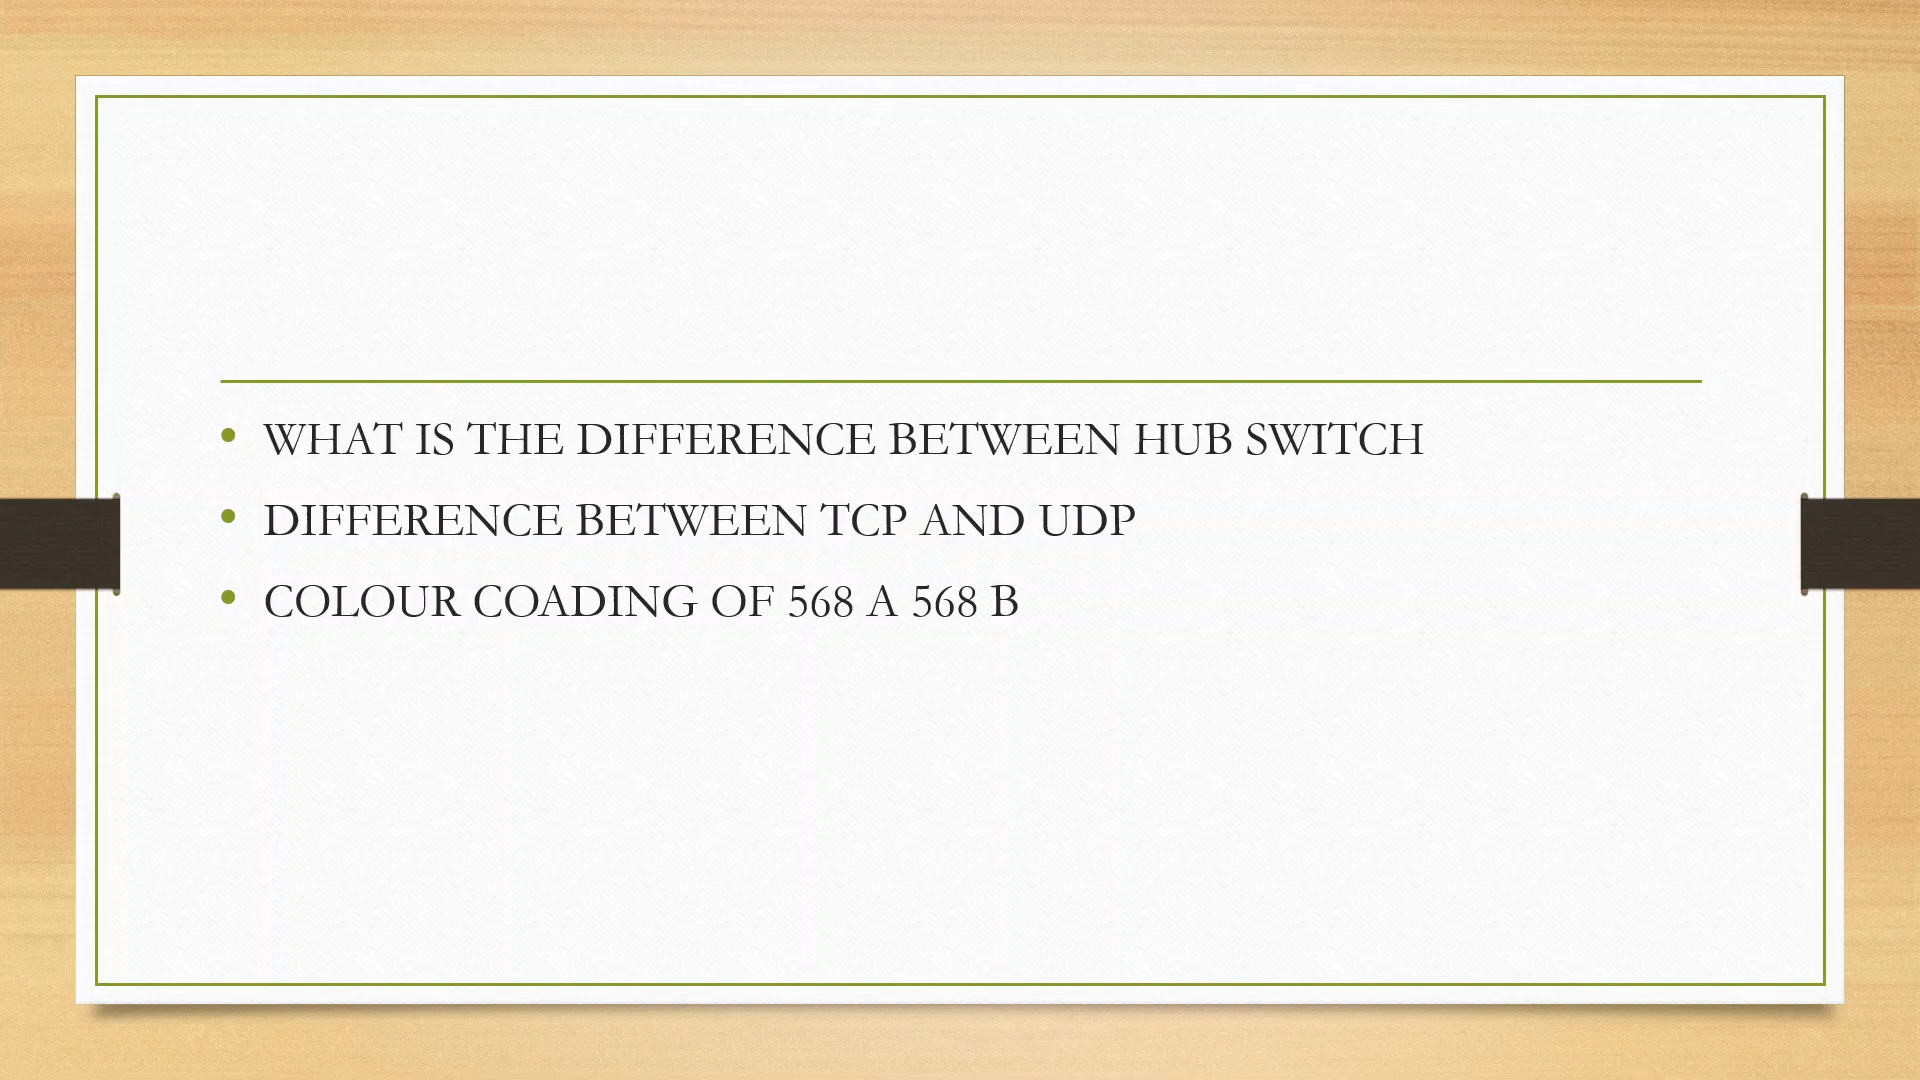 WHAT IS THE DIFFERENCE BETWEEN HUB SWITCH
DIFFERENCE BETWEEN TCP AND UDP
COLOUR COADING OF 568 A 568 B